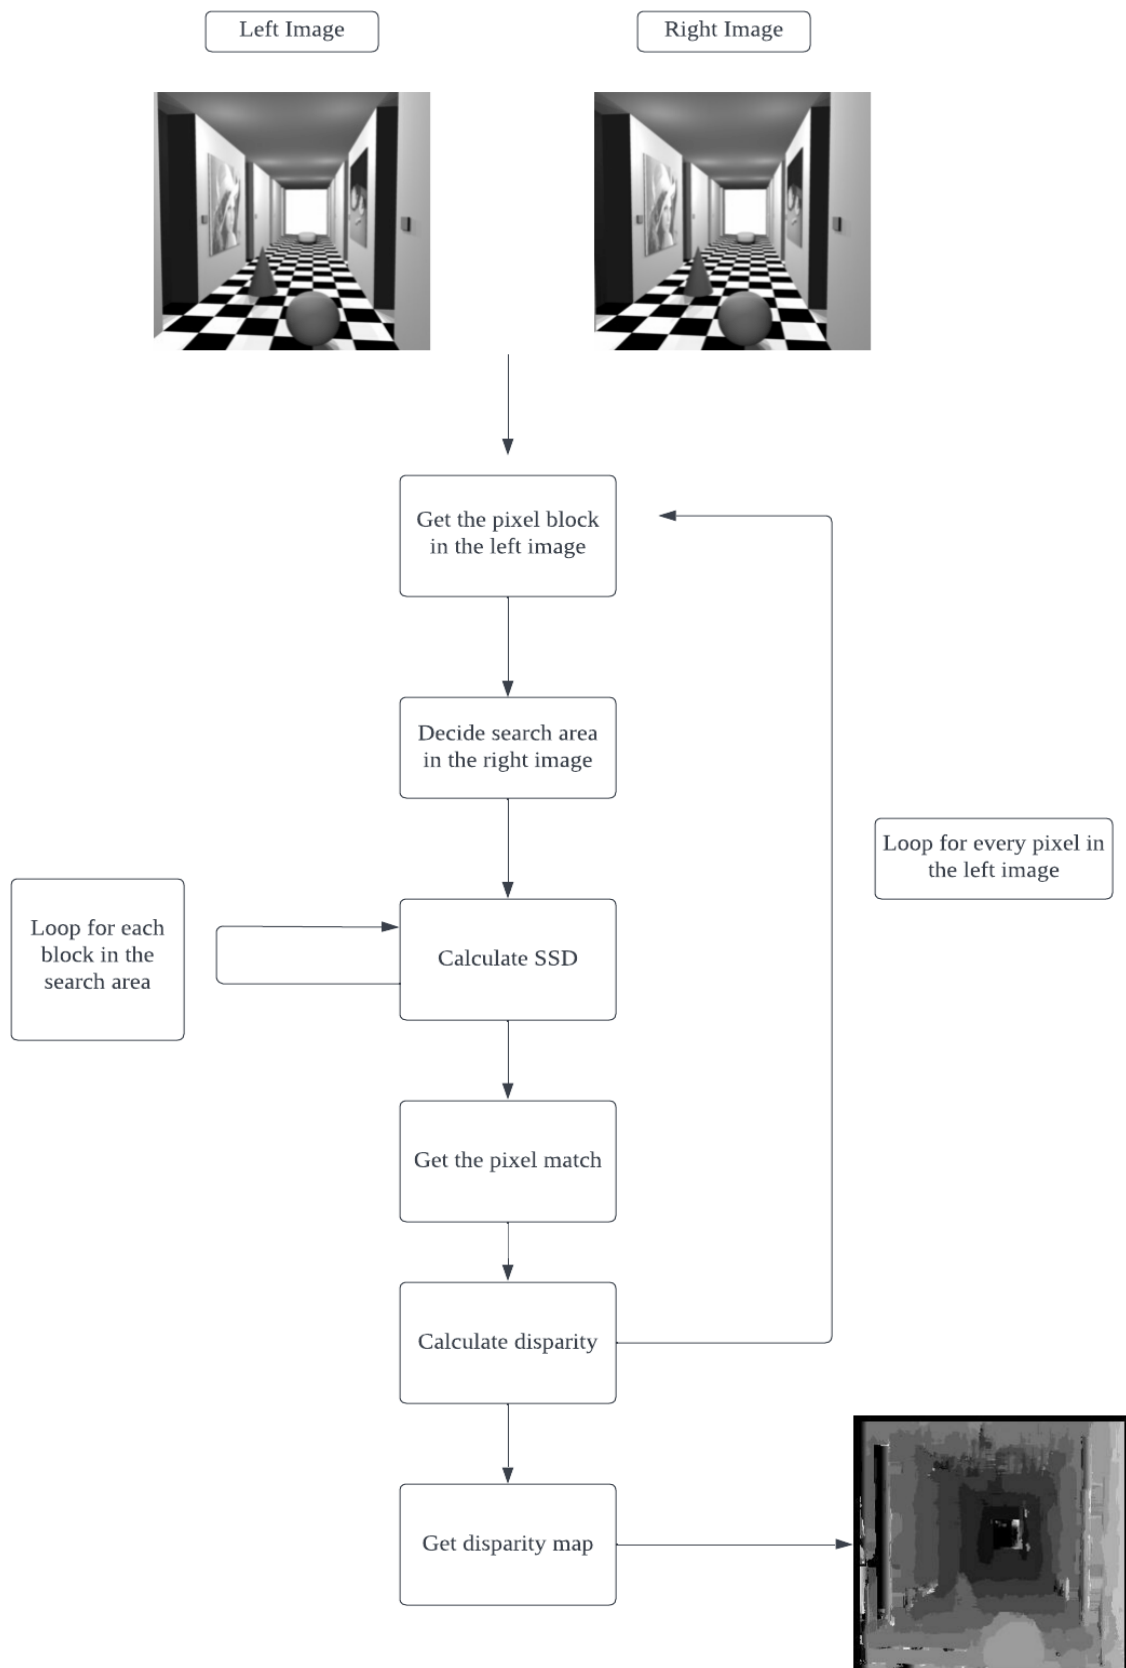 Left Image
Right Image
Get the pixel block
in the left image
Decide search area
in the right image
Loop for every pixel in
the left image
Loop for each
block in the
search area
Calculate SSD
Get the pixel match
Calculate disparity
Get disparity map